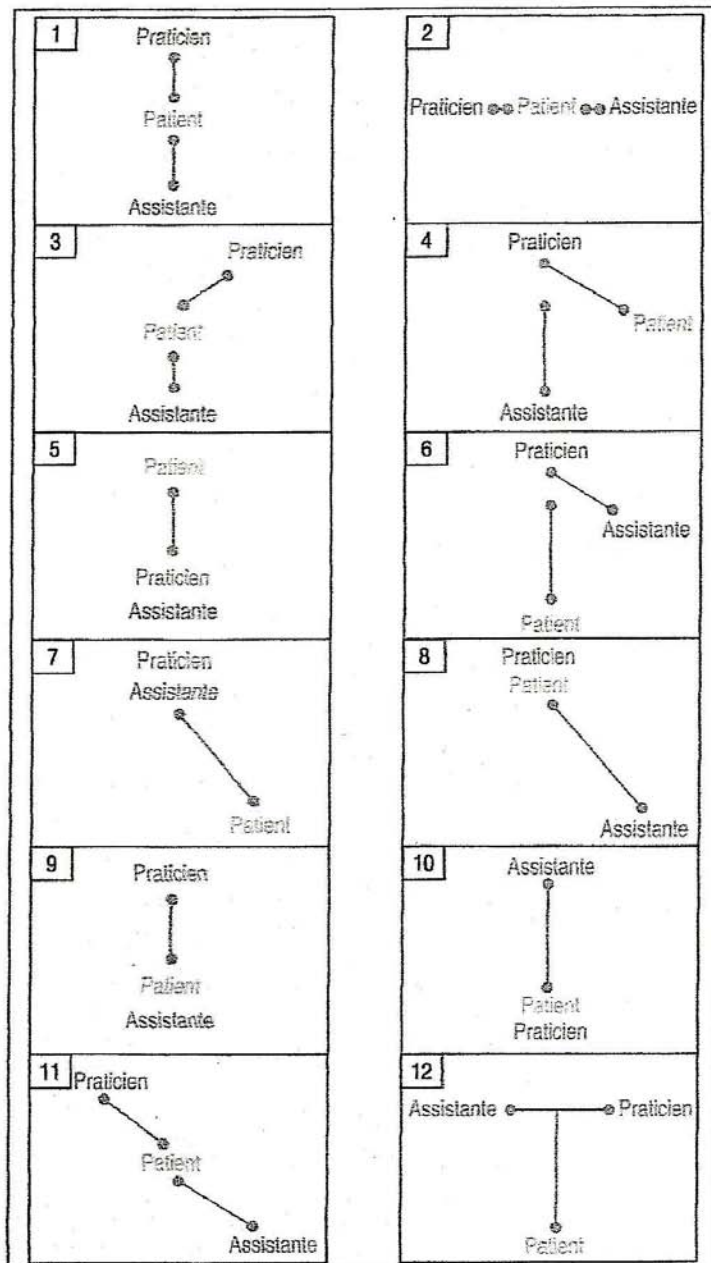 1
Praticien
Patient
Assistante
2
Praticien Patient Assistante
3
Praticien
Patient
Assistante
4
Praticien
Patient
Assistante
5
Patient
Praticien
Assistante
6
Praticien
Assistante
Patient
7
Praticien
Assistante
Patient
8
Praticien
Patient
Assistante
9
Praticien
Patient
Assistante
10
Assistante
Patient
Praticien
11
Praticien
Patient
Assistante
12
Assistante Praticien
Patient